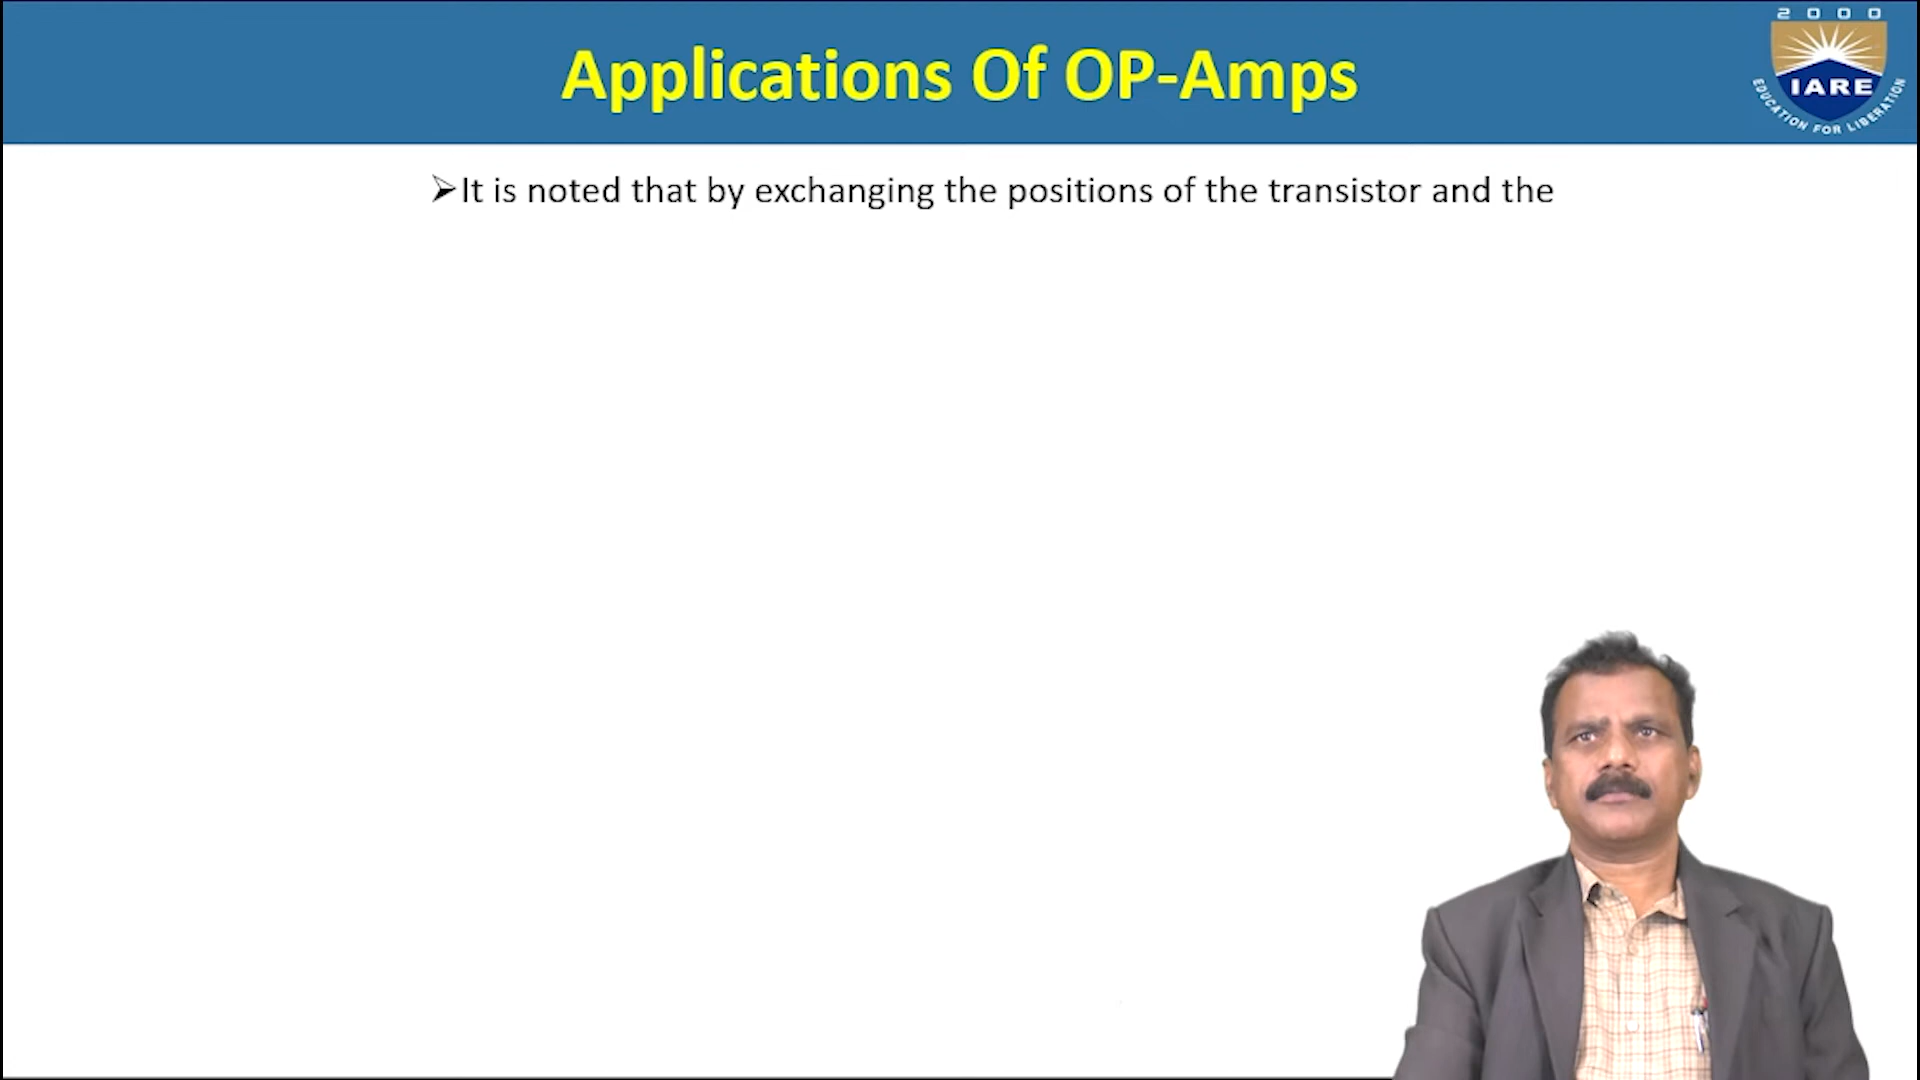 Applications Of OP-Amps
2000
IARE
EDUCATION FOR LIBERATION
➢It is noted that by exchanging the positions of the transistor and the